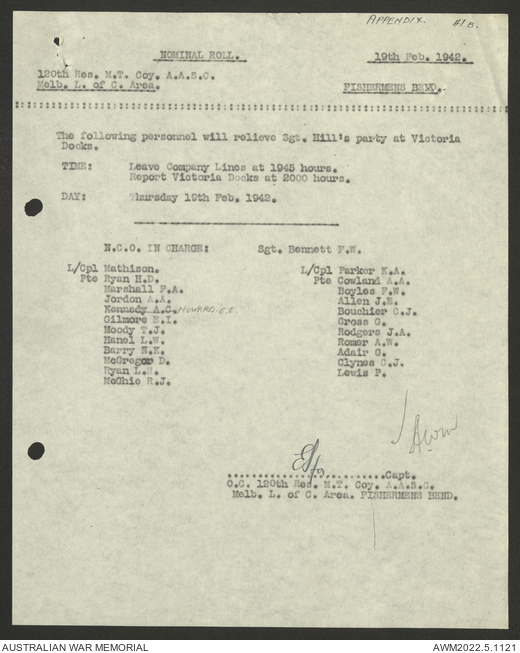 APPENDIX. H1B.
NOMINAL ROLL. 19th Feb. 1942.
120th Res. M.T. Coy. A.A.S.C.
Melb. L. of C. Area. FISHERMENS BEND.
The following personnel will relieve Sgt. Hill's party at Victoria
Docks.
TIME: Leave Company Lines at 1945 hours.
Report Victoria Docks at 2000 hours.
DAY: Thursday 19th Feb. 1942.
N.C.O. IN CHARGE: Sgt. Bennett F.W.
L/Cpl Mathison.
Pte Ryan H.D.
Marshall F.A.
Jordon A.A.
Kennedy A.C. HOWARD. E.E.
Gilmore E.I.
Moody T.J.
Hanel L.W.
Barry N.K.
McGregor D.
Ryan L.H.
McGhie R.J.
L/Cpl Parker K.A.
Pte Cowland A.A.
Boyles F.W.
Allen J.E.
Bouchier C.J.
Cross G.
Rodgers J.A.
Romer A.W.
Adair G.
Clynes C.J.
Lewis P.
Capt.
O.C. 120th Res. M.T. Coy. A.A.S.C.
Melb. L. of C. Area. FISHERMENS BEND.
AUSTRALIAN WAR MEMORIAL AWM2022.5.1121